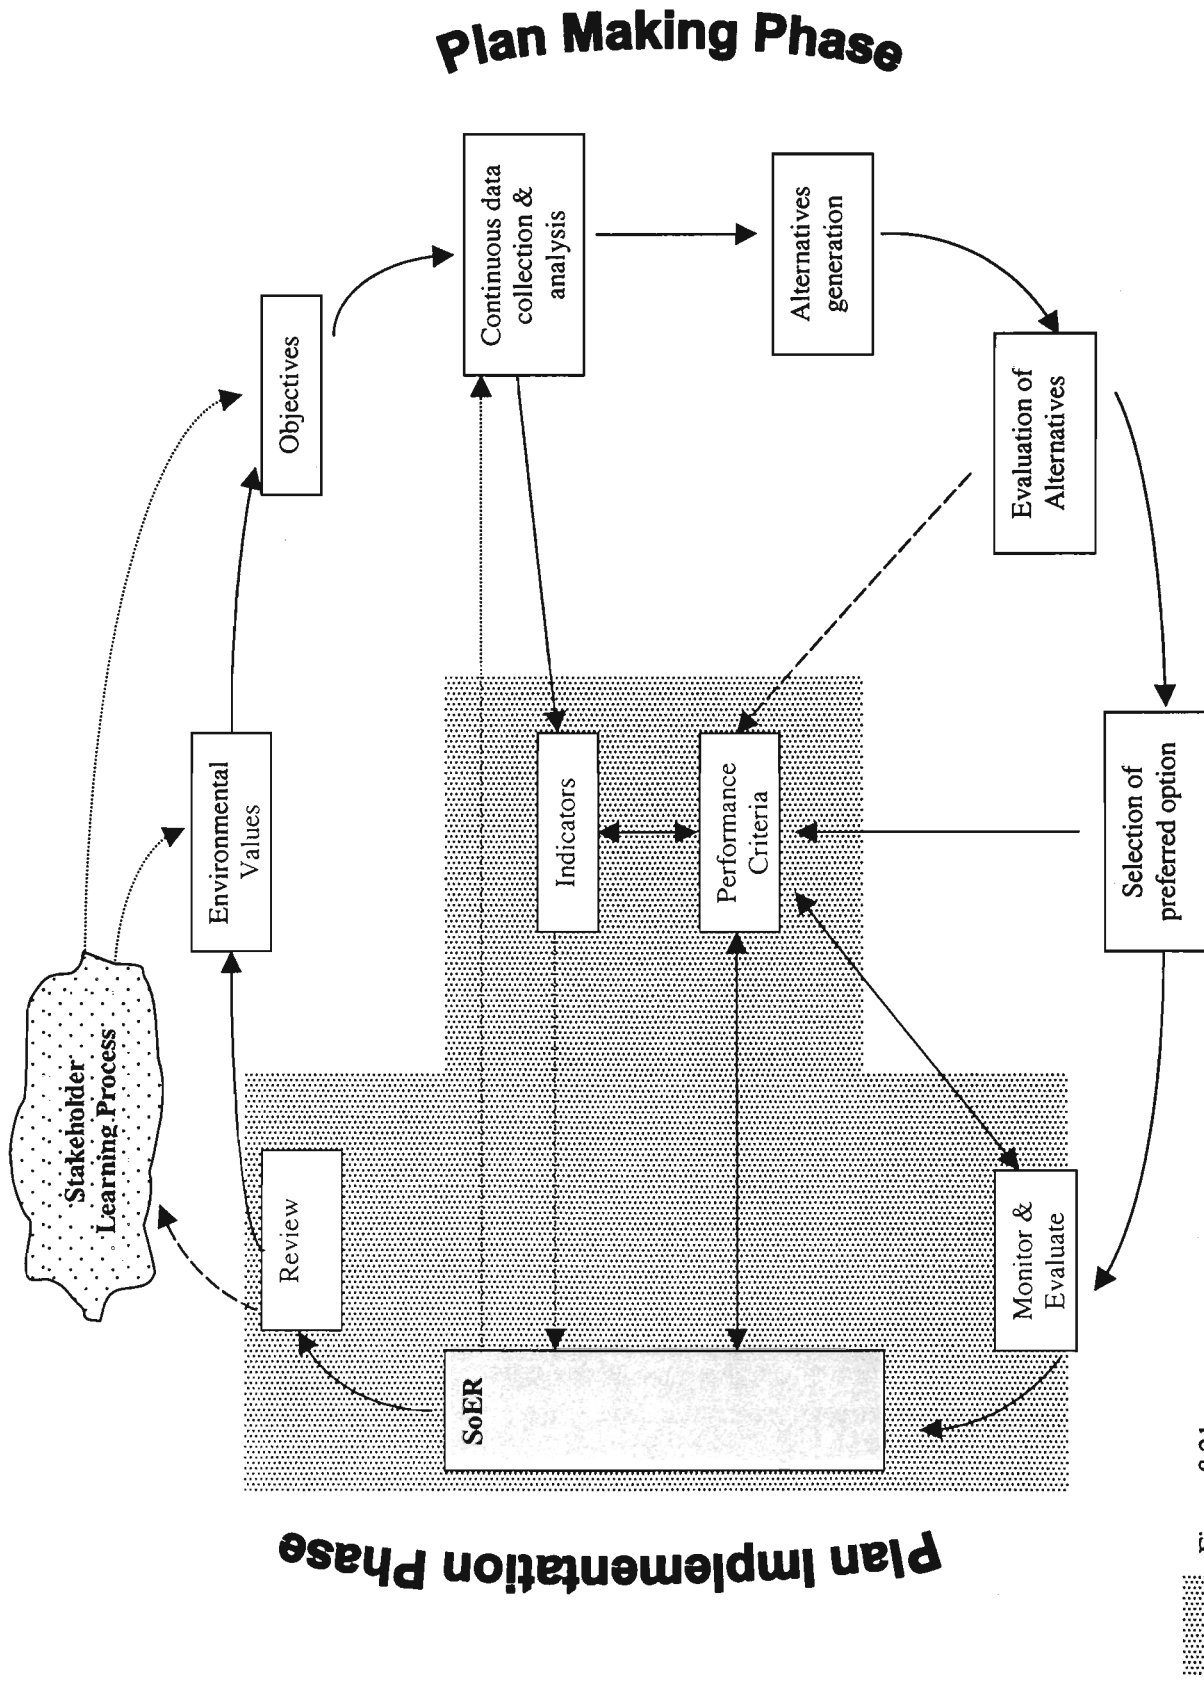 Plan Making Phase
Stakeholder
Learning Process
Objectives
Continuous data
collection &
analysis
Environmental
Values
Alternatives
generation
Indicators
Evaluation of
Alternatives
Performance
Criteria
Review
Selection of
preferred option
SoER
Monitor &
Evaluate
Plan Implementation Phase